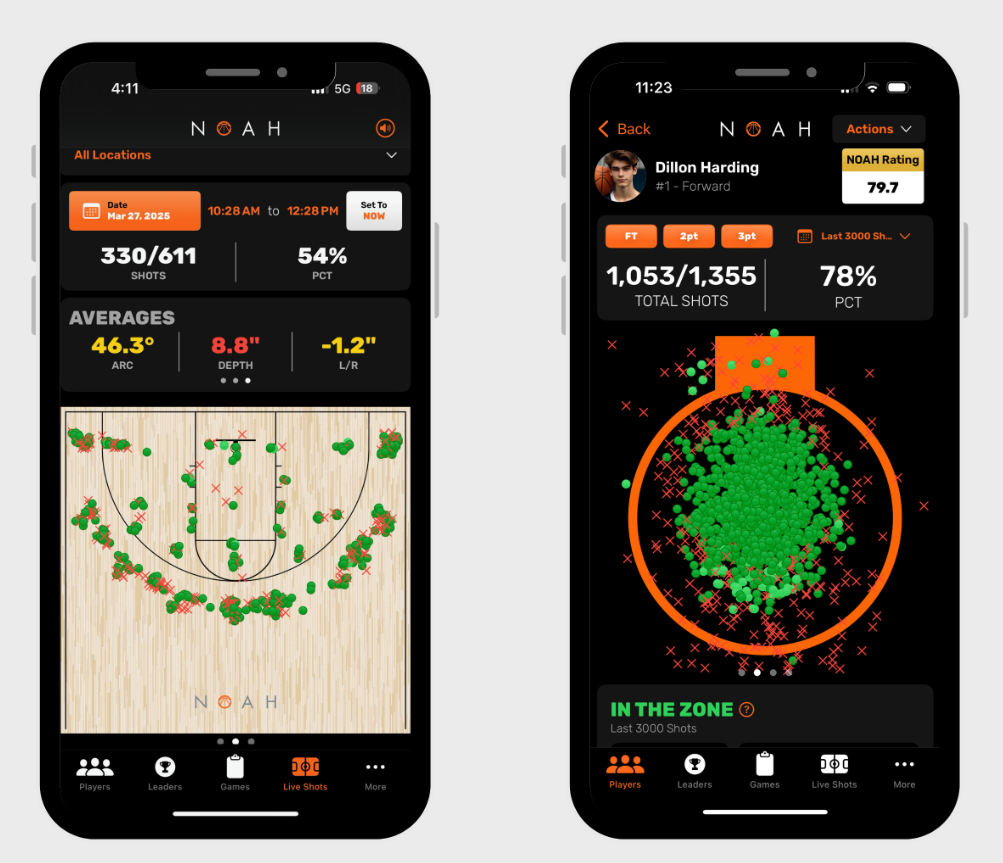 4:11
5G 18
NOAH
All Locations
Date
Mar 27, 2025
10:28 AM to 12:28 PM
Set To
NOW
330/611
SHOTS
54%
PCT
AVERAGES
46.3°
ARC
8.8"
DEPTH
-1.2"
L/R
NOAH
Players
Leaders
Games
Live Shots
More
11:23
Back
NOAH
Actions
Dillon Harding
#1 - Forward
NOAH Rating
79.7
FT
2pt
3pt
Last 3000 Sh...
1,053/1,355
TOTAL SHOTS
78%
PCT
IN THE ZONE ?
Last 3000 Shots
Players
Leaders
Games
Live Shots
More